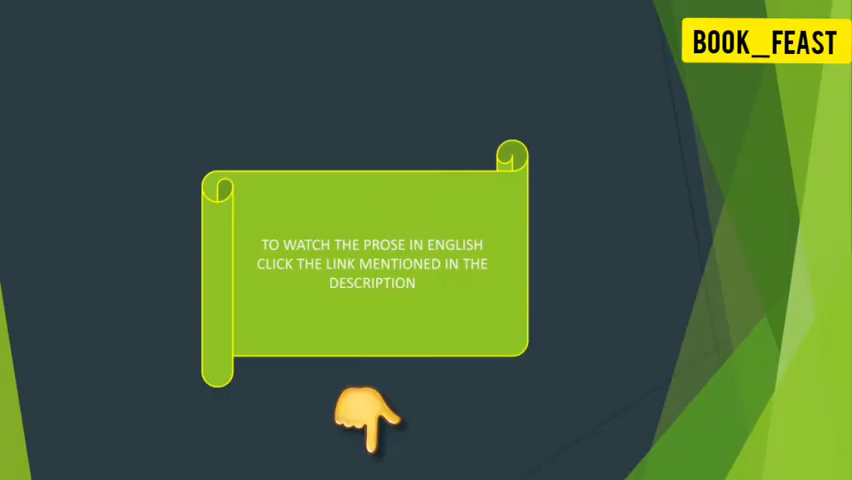 BOOK_FEAST
TO WATCH THE PROSE IN ENGLISH
CLICK THE LINK MENTIONED IN THE
DESCRIPTION